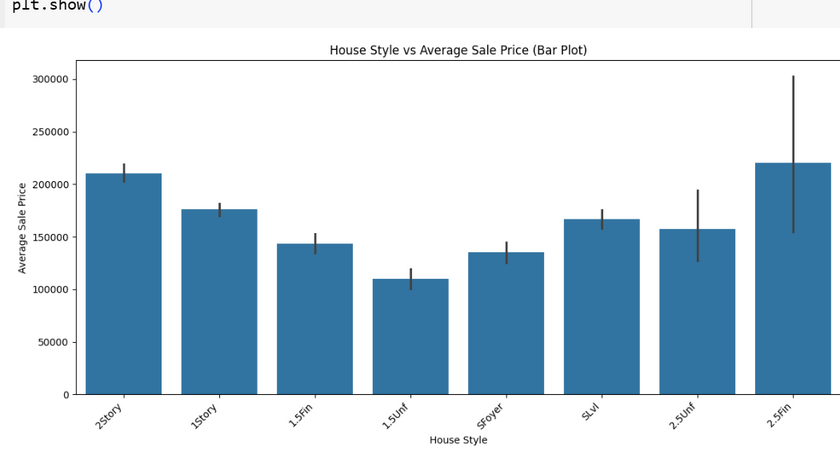 plt.show()
House Style vs Average Sale Price (Bar Plot)
300000
250000
200000
150000
100000
50000
0
Average Sale Price
2Story 1Story 1.5Fin 1.5Unf SFoyer SLvl 2.5Unf 2.5Fin
House Style